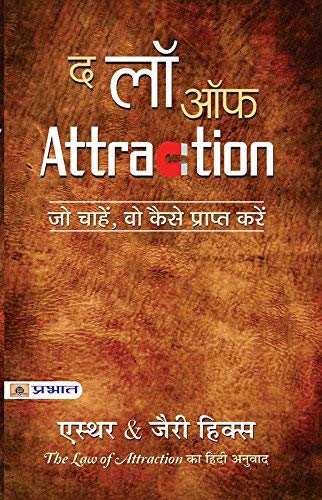 द लॉ ऑफ
Attraction
जो चाहें, वो कैसे प्राप्त करें
प्रभात
एस्थर & जैरी हिक्स
The Law of Attraction का हिंदी अनुवाद